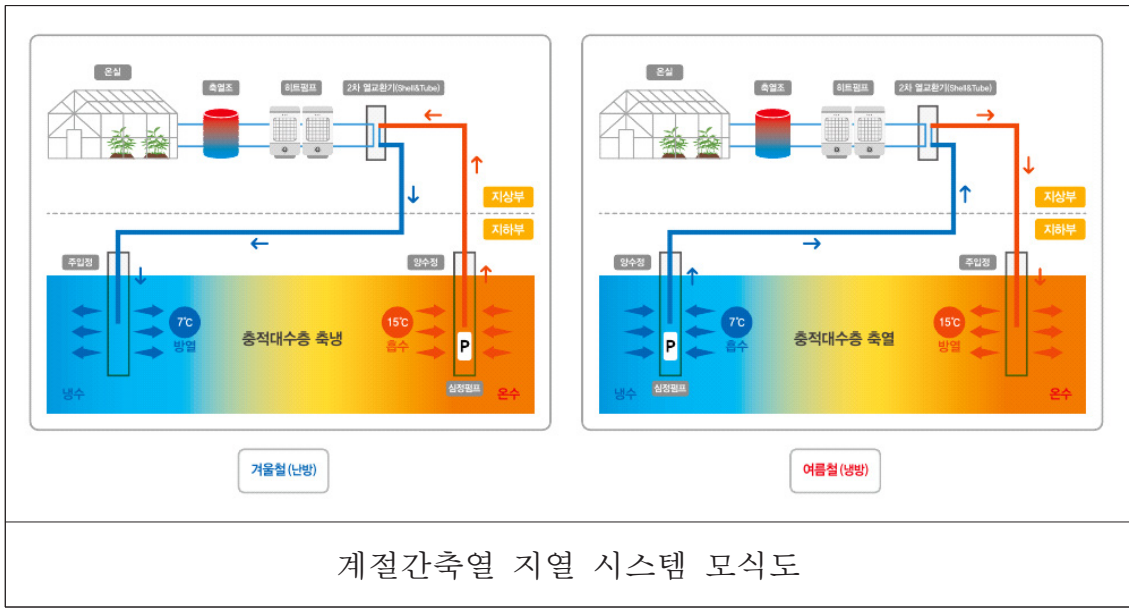 온실
축열조
히트펌프
2차 열교환기(Shell&Tube)
지상부
지하부
주입정
양수정
7℃
방열
충적대수층 축냉
15℃
흡수
P
냉수
심정펌프
온수
겨울철(난방)
온실
축열조
히트펌프
2차 열교환기(Shell&Tube)
지상부
지하부
양수정
주입정
P
7℃
흡수
충적대수층 축열
15℃
방열
냉수
심정펌프
온수
여름철(냉방)
계절간축열 지열 시스템 모식도